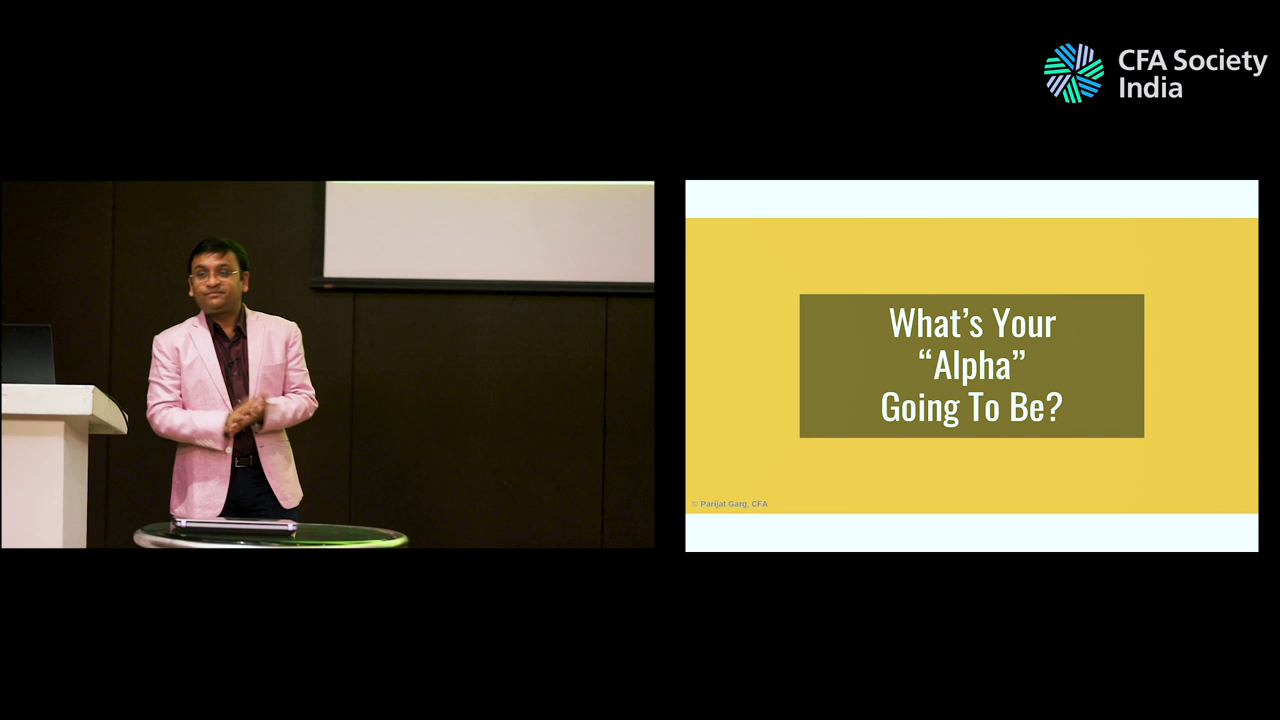 CFA Society
India
What's Your
“Alpha”
Going To Be?
© Parijat Garg, CFA